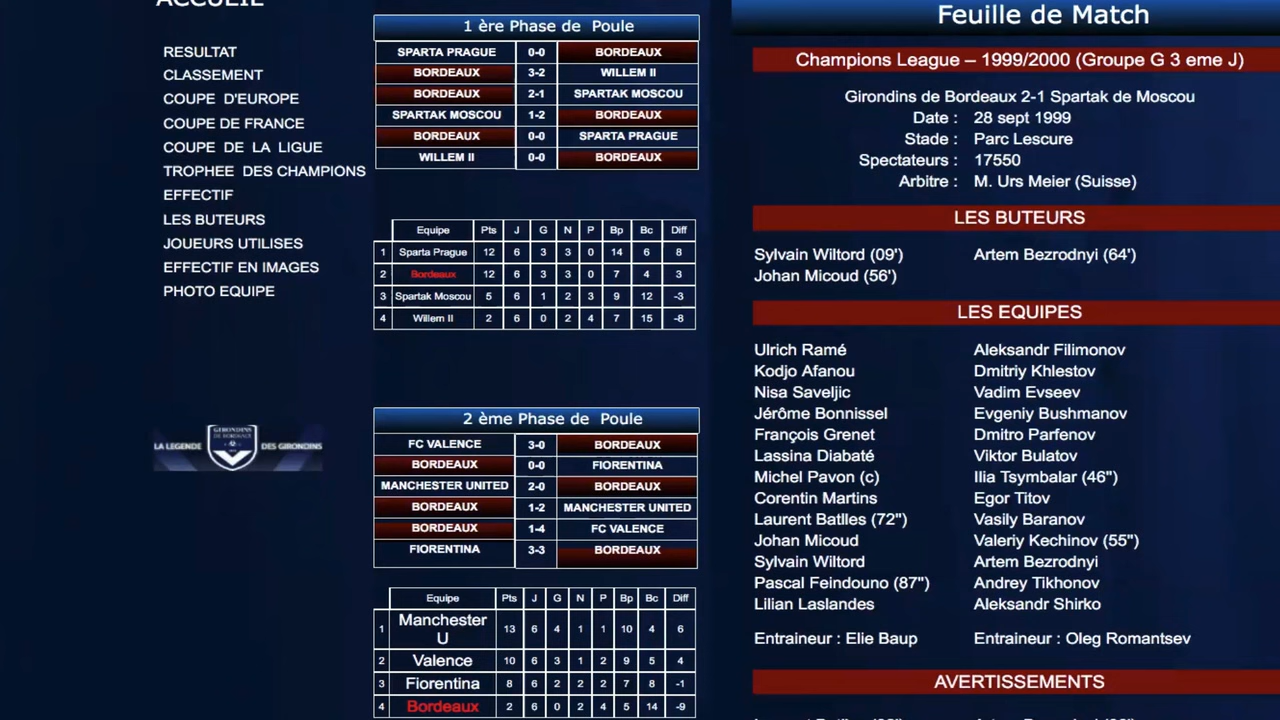 ACCUEIL
RESULTAT
CLASSEMENT
COUPE D'EUROPE
COUPE DE FRANCE
COUPE DE LA LIGUE
TROPHEE DES CHAMPIONS
EFFECTIF
LES BUTEURS
JOUEURS UTILISES
EFFECTIF EN IMAGES
PHOTO EQUIPE
LA LEGENDE GIRONDINS DE BORDEAUX DES GIRONDINS
1 ère Phase de Poule
SPARTA PRAGUE 0-0 BORDEAUX
BORDEAUX 3-2 WILLEM II
BORDEAUX 2-1 SPARTAK MOSCOU
SPARTAK MOSCOU 1-2 BORDEAUX
BORDEAUX 0-0 SPARTA PRAGUE
WILLEM II 0-0 BORDEAUX
Equipe Pts J G N P Bp Bc Diff
1 Sparta Prague 12 6 3 3 0 14 6 8
2 Bordeaux 12 6 3 3 0 7 4 3
3 Spartak Moscou 5 6 1 2 3 9 12 -3
4 Willem II 2 6 0 2 4 7 15 -8
2 ème Phase de Poule
FC VALENCE 3-0 BORDEAUX
BORDEAUX 0-0 FIORENTINA
MANCHESTER UNITED 2-0 BORDEAUX
BORDEAUX 1-2 MANCHESTER UNITED
BORDEAUX 1-4 FC VALENCE
FIORENTINA 3-3 BORDEAUX
Equipe Pts J G N P Bp Bc Diff
1 Manchester U 13 6 4 1 1 10 4 6
2 Valence 10 6 3 1 2 9 5 4
3 Fiorentina 8 6 2 2 2 7 8 -1
4 Bordeaux 2 6 0 2 4 5 14 -9
Feuille de Match
Champions League – 1999/2000 (Groupe G 3 eme J)
Girondins de Bordeaux 2-1 Spartak de Moscou
Date : 28 sept 1999
Stade : Parc Lescure
Spectateurs : 17550
Arbitre : M. Urs Meier (Suisse)
LES BUTEURS
Sylvain Wiltord (09') Artem Bezrodnyi (64')
Johan Micoud (56')
LES EQUIPES
Ulrich Ramé Aleksandr Filimonov
Kodjo Afanou Dmitriy Khlestov
Nisa Saveljic Vadim Evseev
Jérôme Bonnissel Evgeniy Bushmanov
François Grenet Dmitro Parfenov
Lassina Diabaté Viktor Bulatov
Michel Pavon (c) Ilia Tsymbalar (46")
Corentin Martins Egor Titov
Laurent Batlles (72") Vasily Baranov
Johan Micoud Valeriy Kechinov (55")
Sylvain Wiltord Artem Bezrodnyi
Pascal Feindouno (87") Andrey Tikhonov
Lilian Laslandes Aleksandr Shirko
Entraineur : Elie Baup Entraineur : Oleg Romantsev
AVERTISSEMENTS